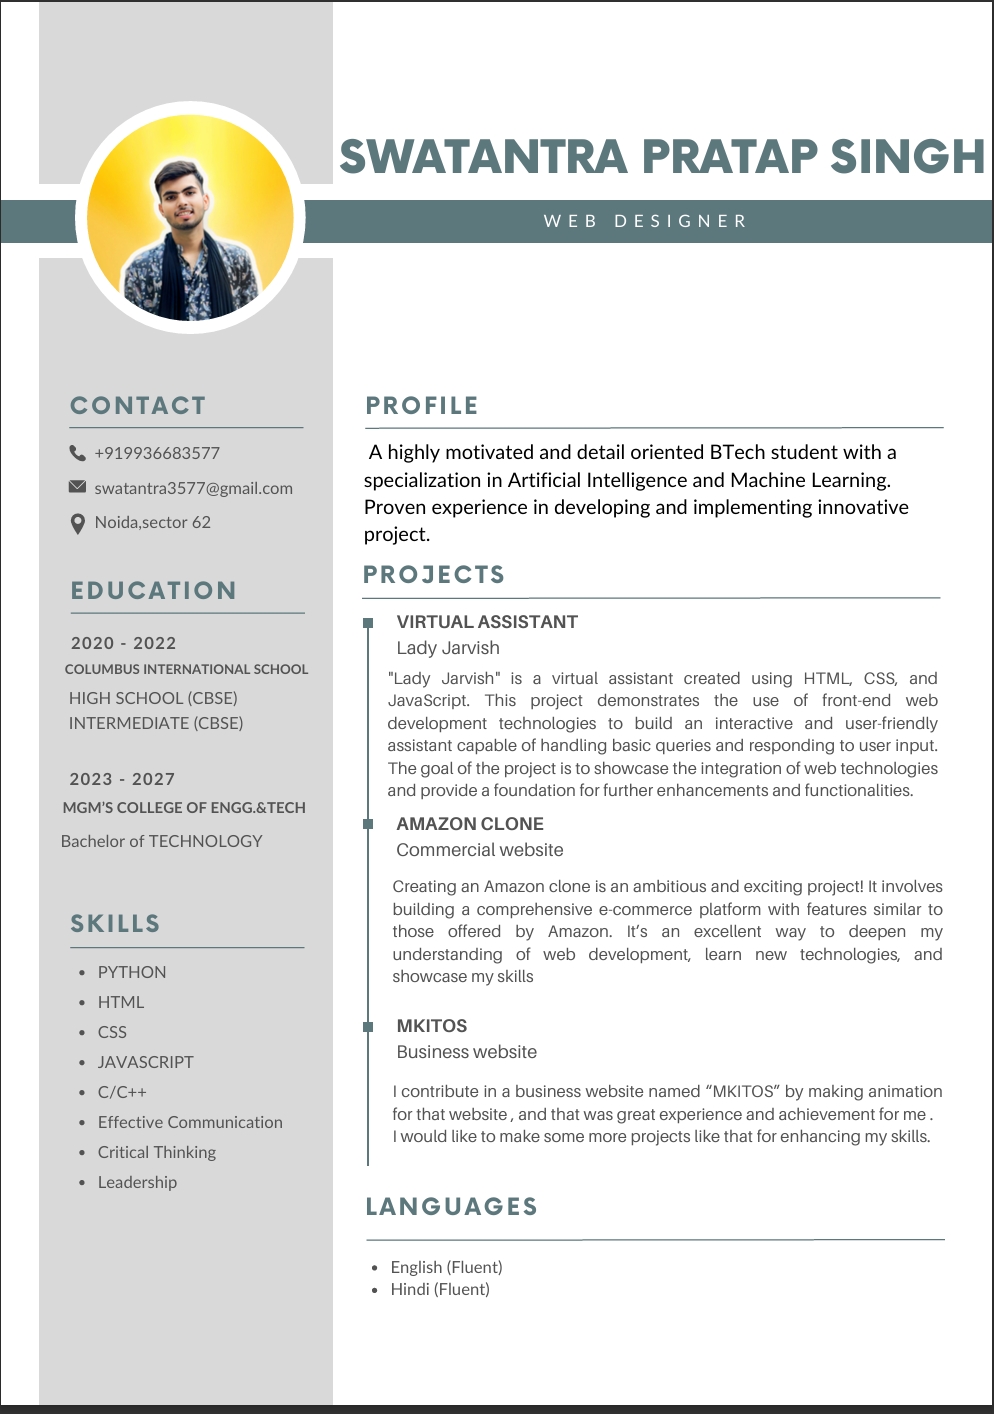 SWATANTRA PRATAP SINGH
WEB DESIGNER
CONTACT
+919936683577
swatantra3577@gmail.com
Noida,sector 62
EDUCATION
2020 - 2022
COLUMBUS INTERNATIONAL SCHOOL
HIGH SCHOOL (CBSE)
INTERMEDIATE (CBSE)
2023 - 2027
MGM'S COLLEGE OF ENGG.&TECH
Bachelor of TECHNOLOGY
SKILLS
• PYTHON
• HTML
• CSS
• JAVASCRIPT
• C/C++
• Effective Communication
• Critical Thinking
• Leadership
PROFILE
A highly motivated and detail oriented BTech student with a
specialization in Artificial Intelligence and Machine Learning.
Proven experience in developing and implementing innovative
project.
PROJECTS
VIRTUAL ASSISTANT
Lady Jarvish
"Lady Jarvish" is a virtual assistant created using HTML, CSS, and
JavaScript. This project demonstrates the use of front-end web
development technologies to build an interactive and user-friendly
assistant capable of handling basic queries and responding to user input.
The goal of the project is to showcase the integration of web technologies
and provide a foundation for further enhancements and functionalities.
AMAZON CLONE
Commercial website
Creating an Amazon clone is an ambitious and exciting project! It involves
building a comprehensive e-commerce platform with features similar to
those offered by Amazon. It’s an excellent way to deepen my
understanding of web development, learn new technologies, and
showcase my skills
MKITOS
Business website
I contribute in a business website named “MKITOS” by making animation
for that website , and that was great experience and achievement for me .
I would like to make some more projects like that for enhancing my skills.
LANGUAGES
• English (Fluent)
• Hindi (Fluent)